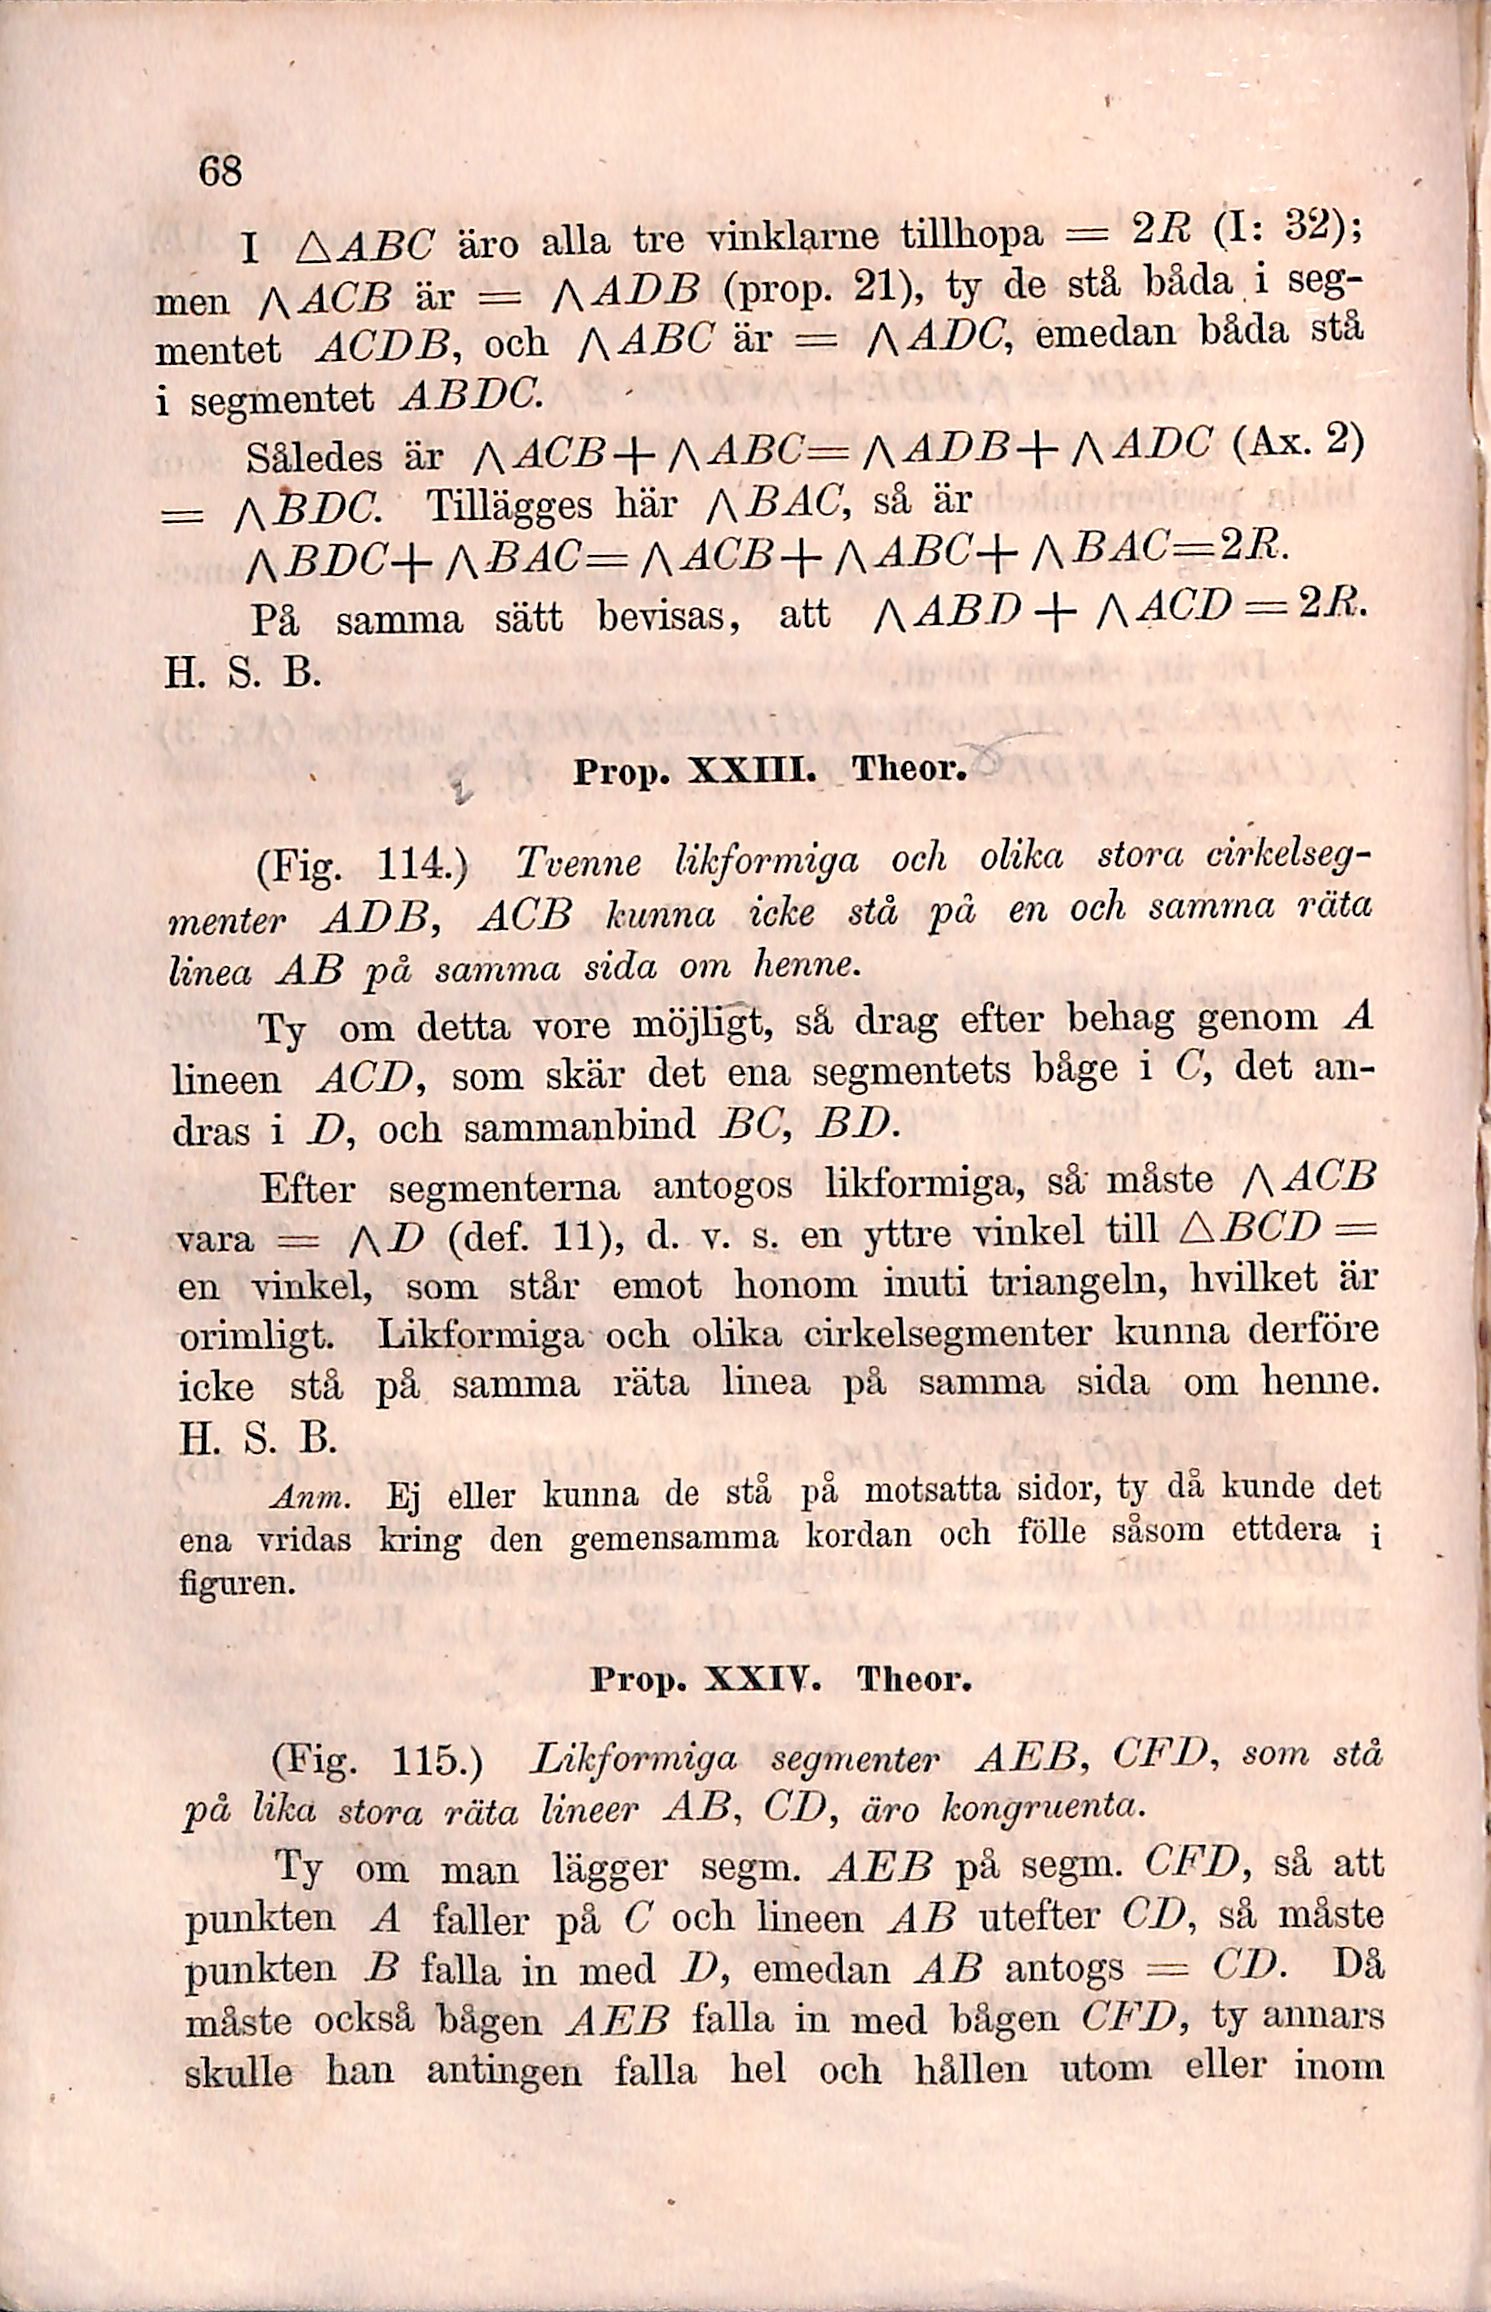 68
I △ABC äro alla tre vinklarne tillhopa = 2R (I: 32);
men ⋀ACB är = ⋀ADB (prop. 21), ty de stå båda i seg-
mentet ACDB, och ⋀ABC är = ⋀ADC, emedan båda stå
i segmentet ABDC.
Således är ⋀ACB+⋀ABC=⋀ADB+⋀ADC (Ax. 2)
= ⋀BDC. Tillägges här ⋀BAC, så är
⋀BDC+⋀BAC=⋀ACB+⋀ABC+⋀BAC=2R.
På samma sätt bevisas, att ⋀ABD+⋀ACD=2R.
H. S. B.
Prop. XXIII. Theor.
(Fig. 114.) Tvenne likformiga och olika stora cirkelseg-
menter ADB, ACB kunna icke stå på en och samma räta
linea AB på samma sida om henne.
Ty om detta vore möjligt, så drag efter behag genom A
lineen ACD, som skär det ena segmentets båge i C, det an-
dras i D, och sammanbind BC, BD.
Efter segmenterna antogos likformiga, så måste ⋀ACB
vara = ⋀D (def. 11), d. v. s. en yttre vinkel till △BCD =
en vinkel, som står emot honom inuti triangeln, hvilket är
orimligt. Likformiga och olika cirkelsegmenter kunna derföre
icke stå på samma räta linea på samma sida om henne.
H. S. B.
Anm. Ej eller kunna de stå på motsatta sidor, ty då kunde det
ena vridas kring den gemensamma kordan och fölle såsom ettdera i
figuren.
Prop. XXIV. Theor.
(Fig. 115.) Likformiga segmenter AEB, CFD, som stå
på lika stora räta lineer AB, CD, äro kongruenta.
Ty om man lägger segm. AEB på segm. CFD, så att
punkten A faller på C och lineen AB utefter CD, så måste
punkten B falla in med D, emedan AB antogs = CD. Då
måste också bågen AEB falla in med bågen CFD, ty annars
skulle han antingen falla hel och hållen utom eller inom